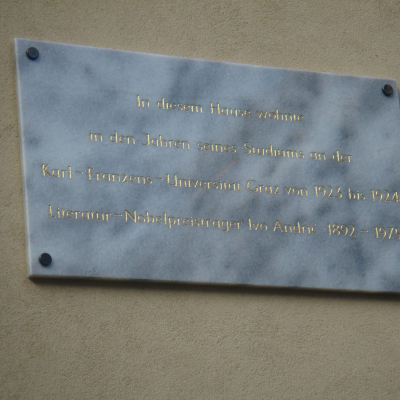 In diesem Hause wohnte
in den Jahren seines Studiums an der
Karl-Franzens-Universität Graz von 1923 bis 1924
Literatur-Nobelpreisträger Ivo Andrić 1892-1975